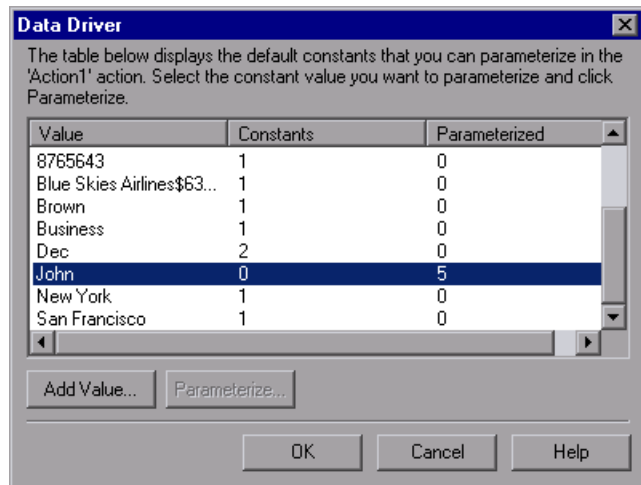 Data Driver
The table below displays the default constants that you can parameterize in the
'Action1' action. Select the constant value you want to parameterize and click
Parameterize.
Value Constants Parameterized
8765643 1 0
Blue Skies Airlines$63... 1 0
Brown 1 0
Business 1 0
Dec 2 0
John 0 5
New York 1 0
San Francisco 1 0
Add Value... Parameterize...
OK Cancel Help